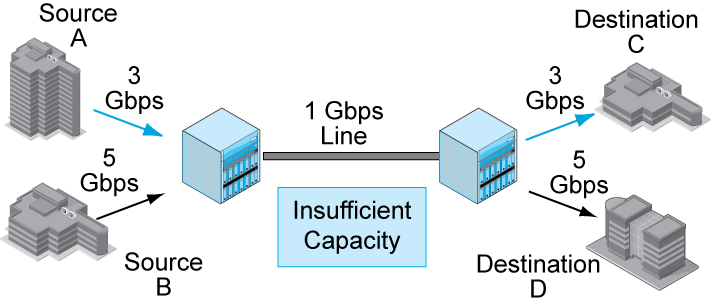 Source
A
3
Gbps
5
Gbps
Source
B
1 Gbps
Line
Insufficient
Capacity
Destination
C
3
Gbps
5
Gbps
Destination
D